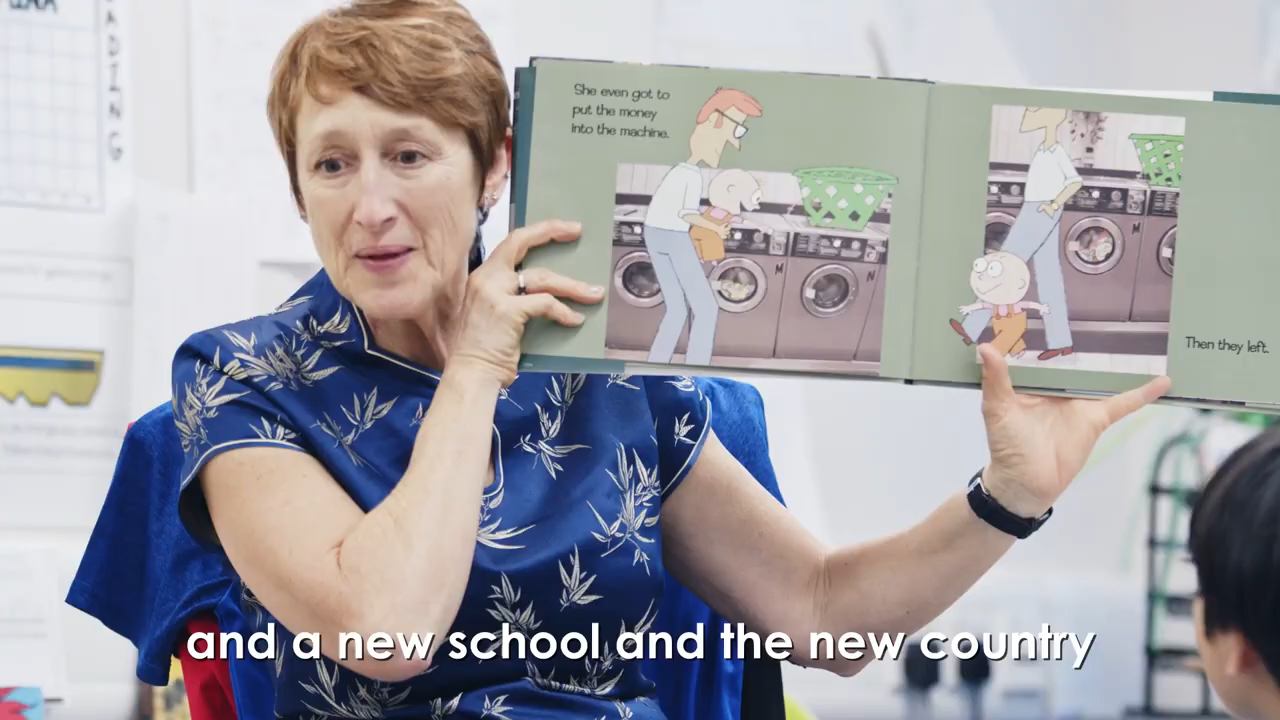 READING
She even got to
put the money
into the machine.
Then they left.
and a new school and the new country